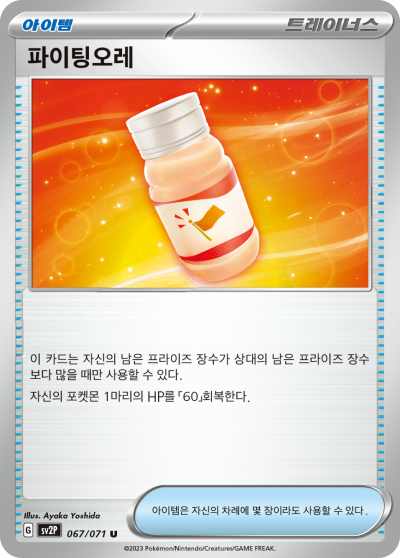 아이템
트레이너스
파이팅오레
이 카드는 자신의 남은 프라이즈 장수가 상대의 남은 프라이즈 장수
보다 많을 때만 사용할 수 있다.
자신의 포켓몬 1마리의 HP를 「60」회복한다.
아이템은 자신의 차례에 몇 장이라도 사용할 수 있다.
Illus. Ayaka Yoshida
G SV2P 067/071 U
©2023 Pokémon/Nintendo/Creatures/GAME FREAK.